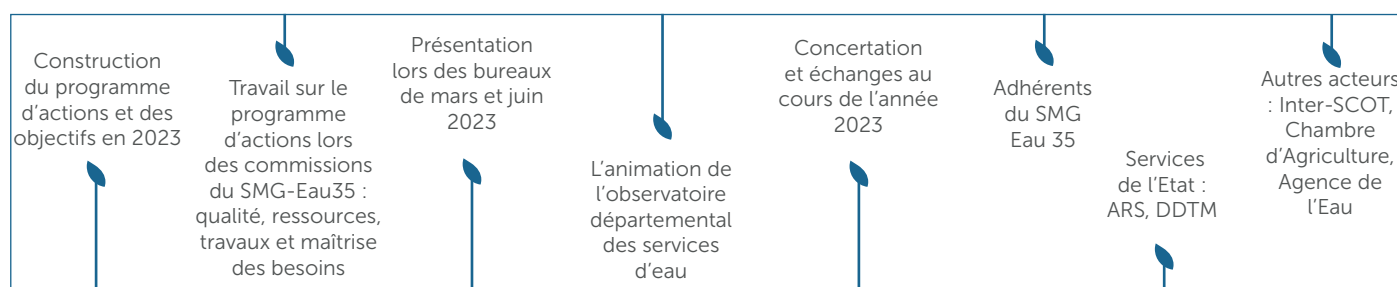 Construction
du programme
d'actions et des
objectifs en 2023
Travail sur le
programme
d'actions lors
des commissions
du SMG-Eau35 :
qualité, ressources,
travaux et maîtrise
des besoins
Présentation
lors des bureaux
de mars et juin
2023
L'animation de
l'observatoire
départemental
des services
d'eau
Concertation
et échanges au
cours de l'année
2023
Adhérents
du SMG
Eau 35
Services
de l'Etat :
ARS, DDTM
Autres acteurs
: Inter-SCOT,
Chambre
d'Agriculture,
Agence de
l'Eau